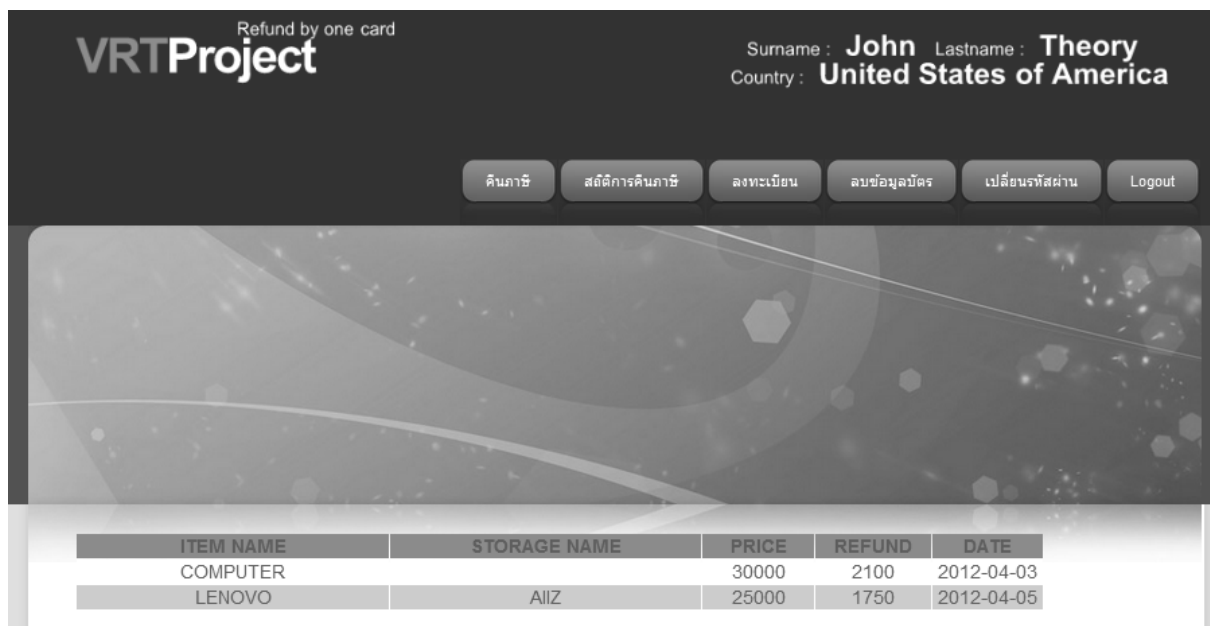 Refund by one card
VRTProject
Surname : John Lastname : Theory
Country : United States of America
คืนภาษี สถิติการคืนภาษี ลงทะเบียน ลบข้อมูลบัตร เปลี่ยนรหัสผ่าน Logout
ITEM NAME STORAGE NAME PRICE REFUND DATE
COMPUTER 30000 2100 2012-04-03
LENOVO AllZ 25000 1750 2012-04-05